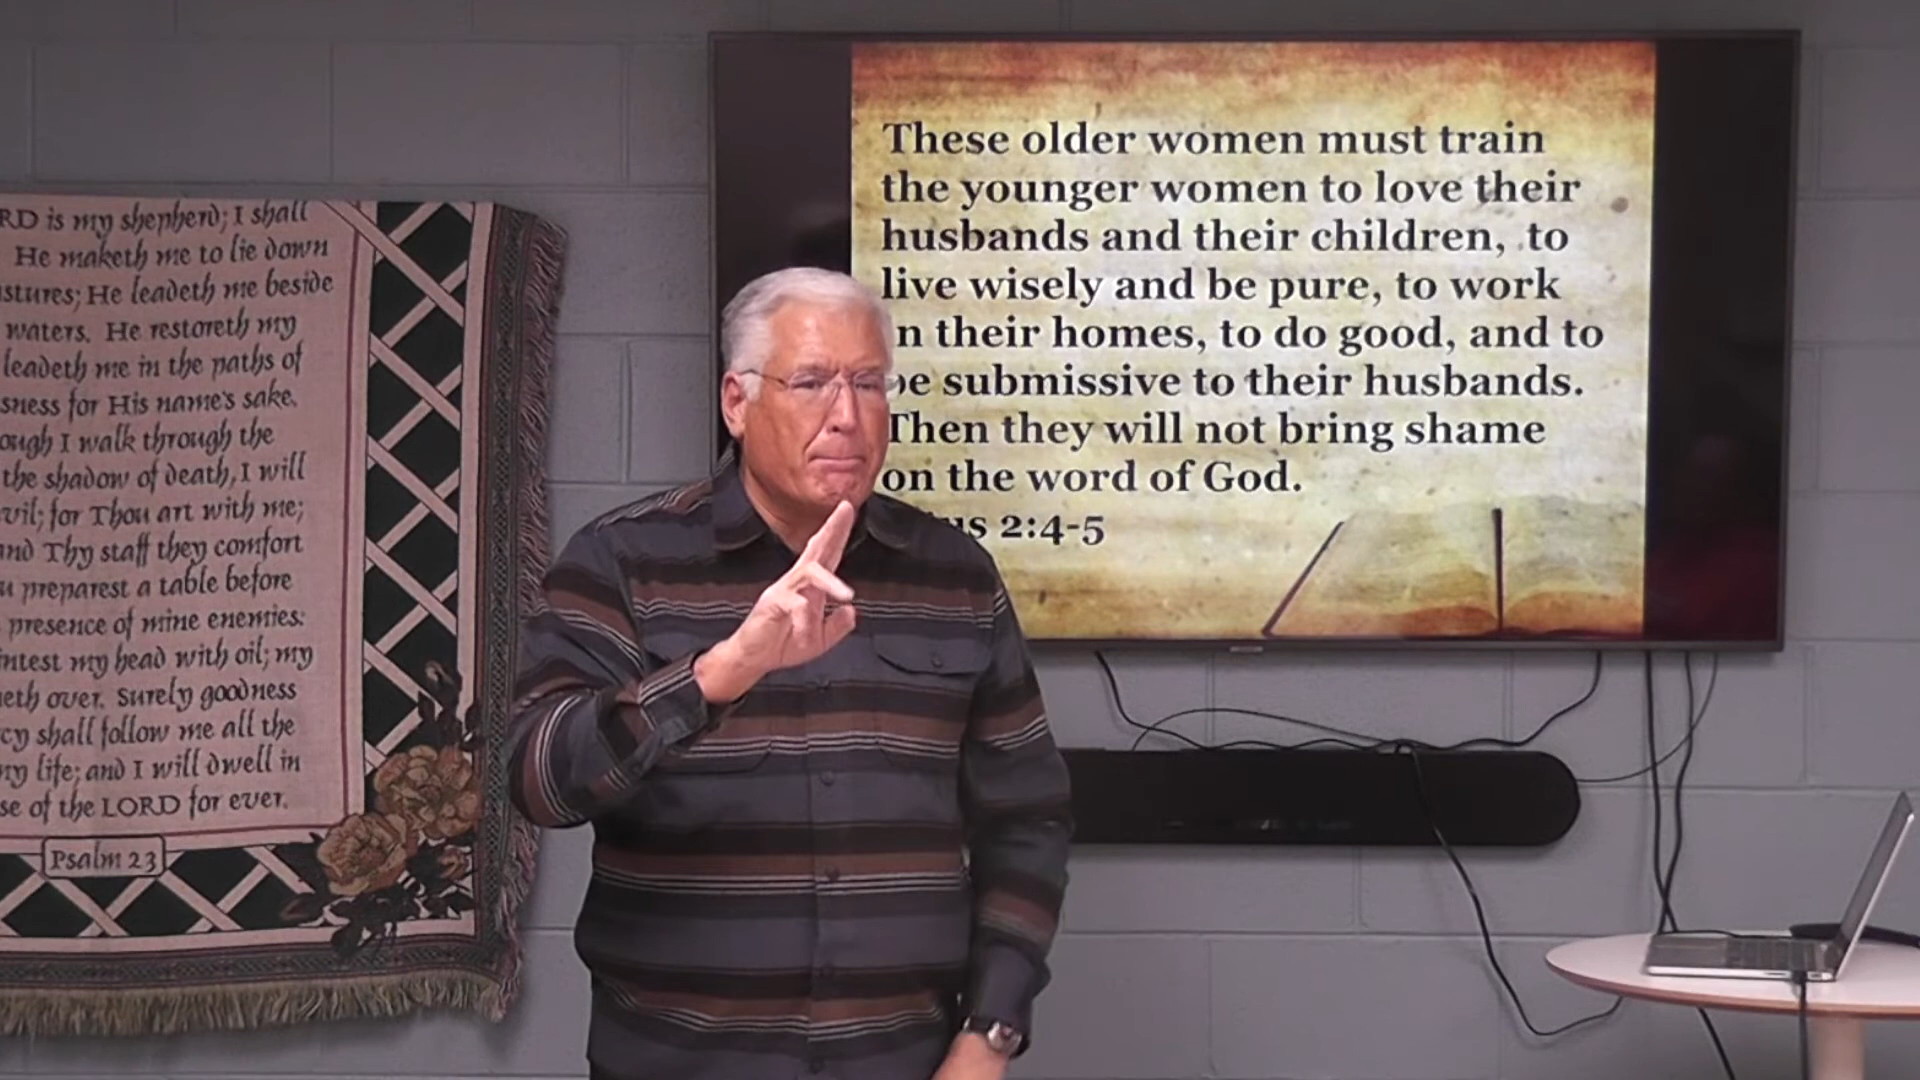 RD is my shepherd; I shall
He maketh me to lie down
stures; He leadeth me beside
waters. He restoreth my
leadeth me in the paths of
sness for His name's sake.
ough I walk through the
the shadow of death, I will
vil; for Thou art with me;
and Thy staff they comfort
u preparest a table before
presence of mine enemies:
intest my head with oil; my
eth over. Surely goodness
cy shall follow me all the
my life; and I will dwell in
se of the LORD for ever.
Psalm 23
These older women must train
the younger women to love their
husbands and their children, to
live wisely and be pure, to work
n their homes, to do good, and to
be submissive to their husbands.
Then they will not bring shame
on the word of God.
us 2:4-5